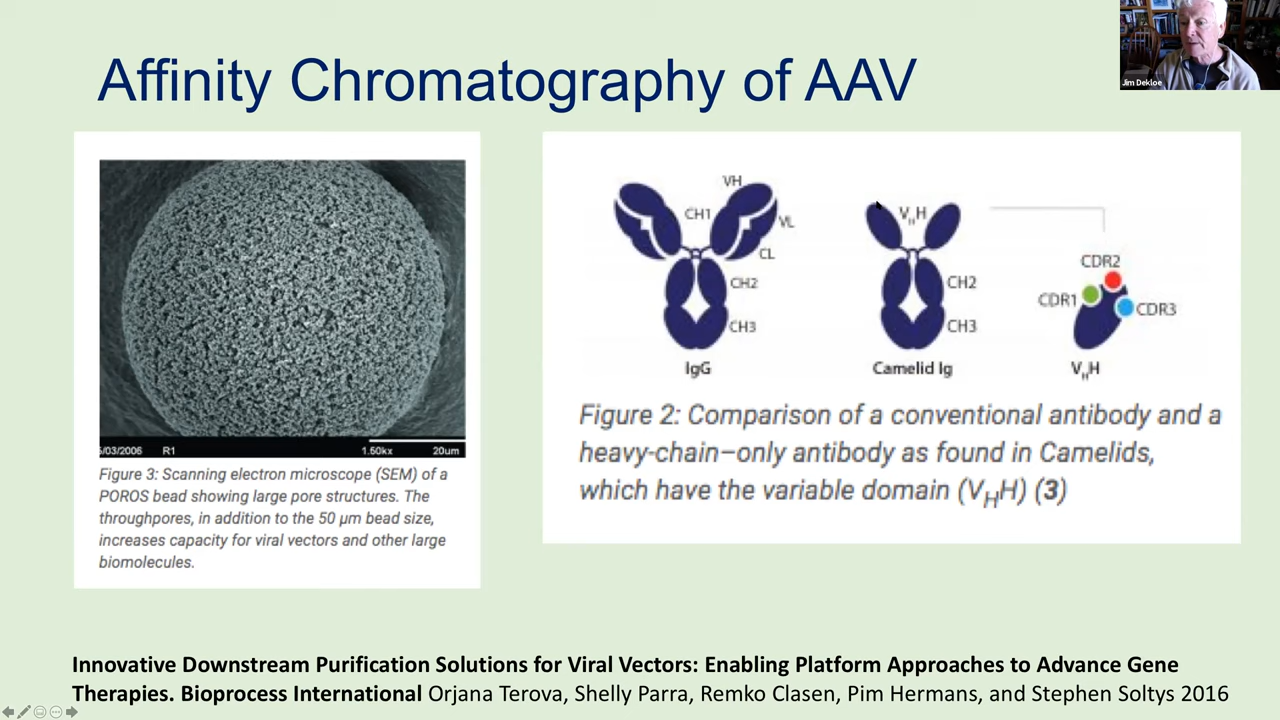 Affinity Chromatography of AAV
Jim Dekloe
5/03/2006 R1 1.60kx 20um
Figure 3: Scanning electron microscope (SEM) of a
POROS bead showing large pore structures. The
throughpores, in addition to the 50 µm bead size,
increases capacity for viral vectors and other large
biomolecules.
VH
CH1
VL
CL
CH2
CH3
IgG
VHH
CH2
CH3
Camelid Ig
CDR2
CDR1
CDR3
VHH
Figure 2: Comparison of a conventional antibody and a
heavy-chain–only antibody as found in Camelids,
which have the variable domain (VHH) (3)
Innovative Downstream Purification Solutions for Viral Vectors: Enabling Platform Approaches to Advance Gene
Therapies. Bioprocess International Orjana Terova, Shelly Parra, Remko Clasen, Pim Hermans, and Stephen Soltys 2016